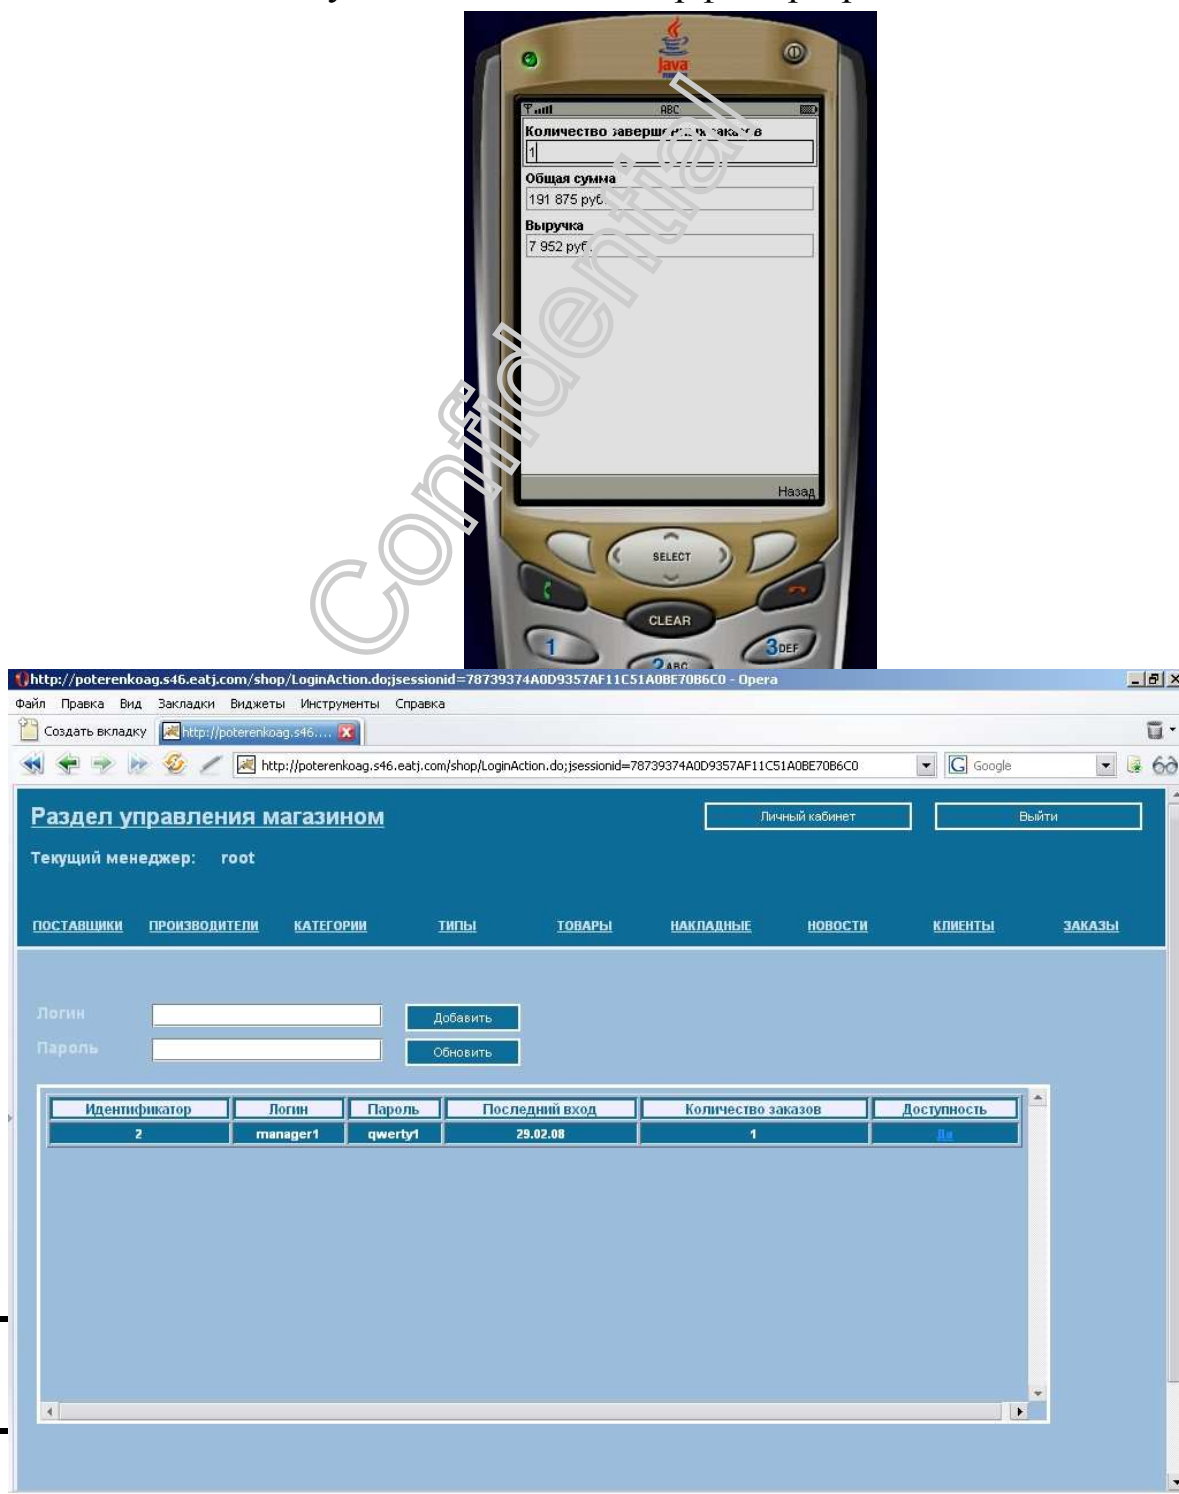 Java
ABC
Количество завершенных заказов
1
Общая сумма
191 875 руб.
Выручка
7 952 руб.
Назад
SELECT
CLEAR
1
2 ABC
3 DEF
Confidential
http://poterenkoag.s46.eatj.com/shop/LoginAction.do;jsessionid=78739374A0D9357AF11C51A0BE70B6C0 - Opera
Файл Правка Вид Закладки Виджеты Инструменты Справка
Создать вкладку http://poterenkoag.s46....
http://poterenkoag.s46.eatj.com/shop/LoginAction.do;jsessionid=78739374A0D9357AF11C51A0BE70B6C0 Google
Раздел управления магазином Личный кабинет Выйти
Текущий менеджер: root
ПОСТАВЩИКИ ПРОИЗВОДИТЕЛИ КАТЕГОРИИ ТИПЫ ТОВАРЫ НАКЛАДНЫЕ НОВОСТИ КЛИЕНТЫ ЗАКАЗЫ
Логин Добавить
Пароль Обновить
Идентификатор Логин Пароль Последний вход Количество заказов Доступность
2 manager1 qwerty1 29.02.08 1 Да